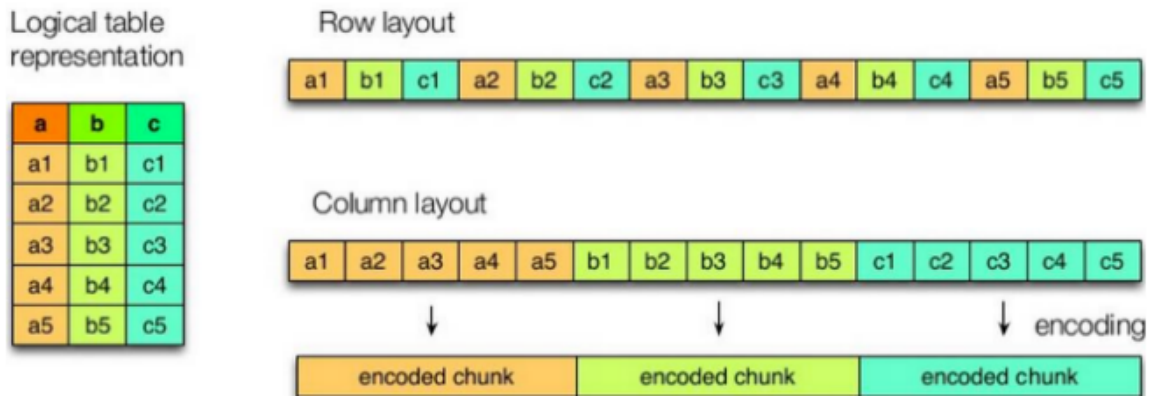 Logical table
representation
a b c
a1 b1 c1
a2 b2 c2
a3 b3 c3
a4 b4 c4
a5 b5 c5
Row layout
a1 b1 c1 a2 b2 c2 a3 b3 c3 a4 b4 c4 a5 b5 c5
Column layout
a1 a2 a3 a4 a5 b1 b2 b3 b4 b5 c1 c2 c3 c4 c5
encoding
encoded chunk encoded chunk encoded chunk